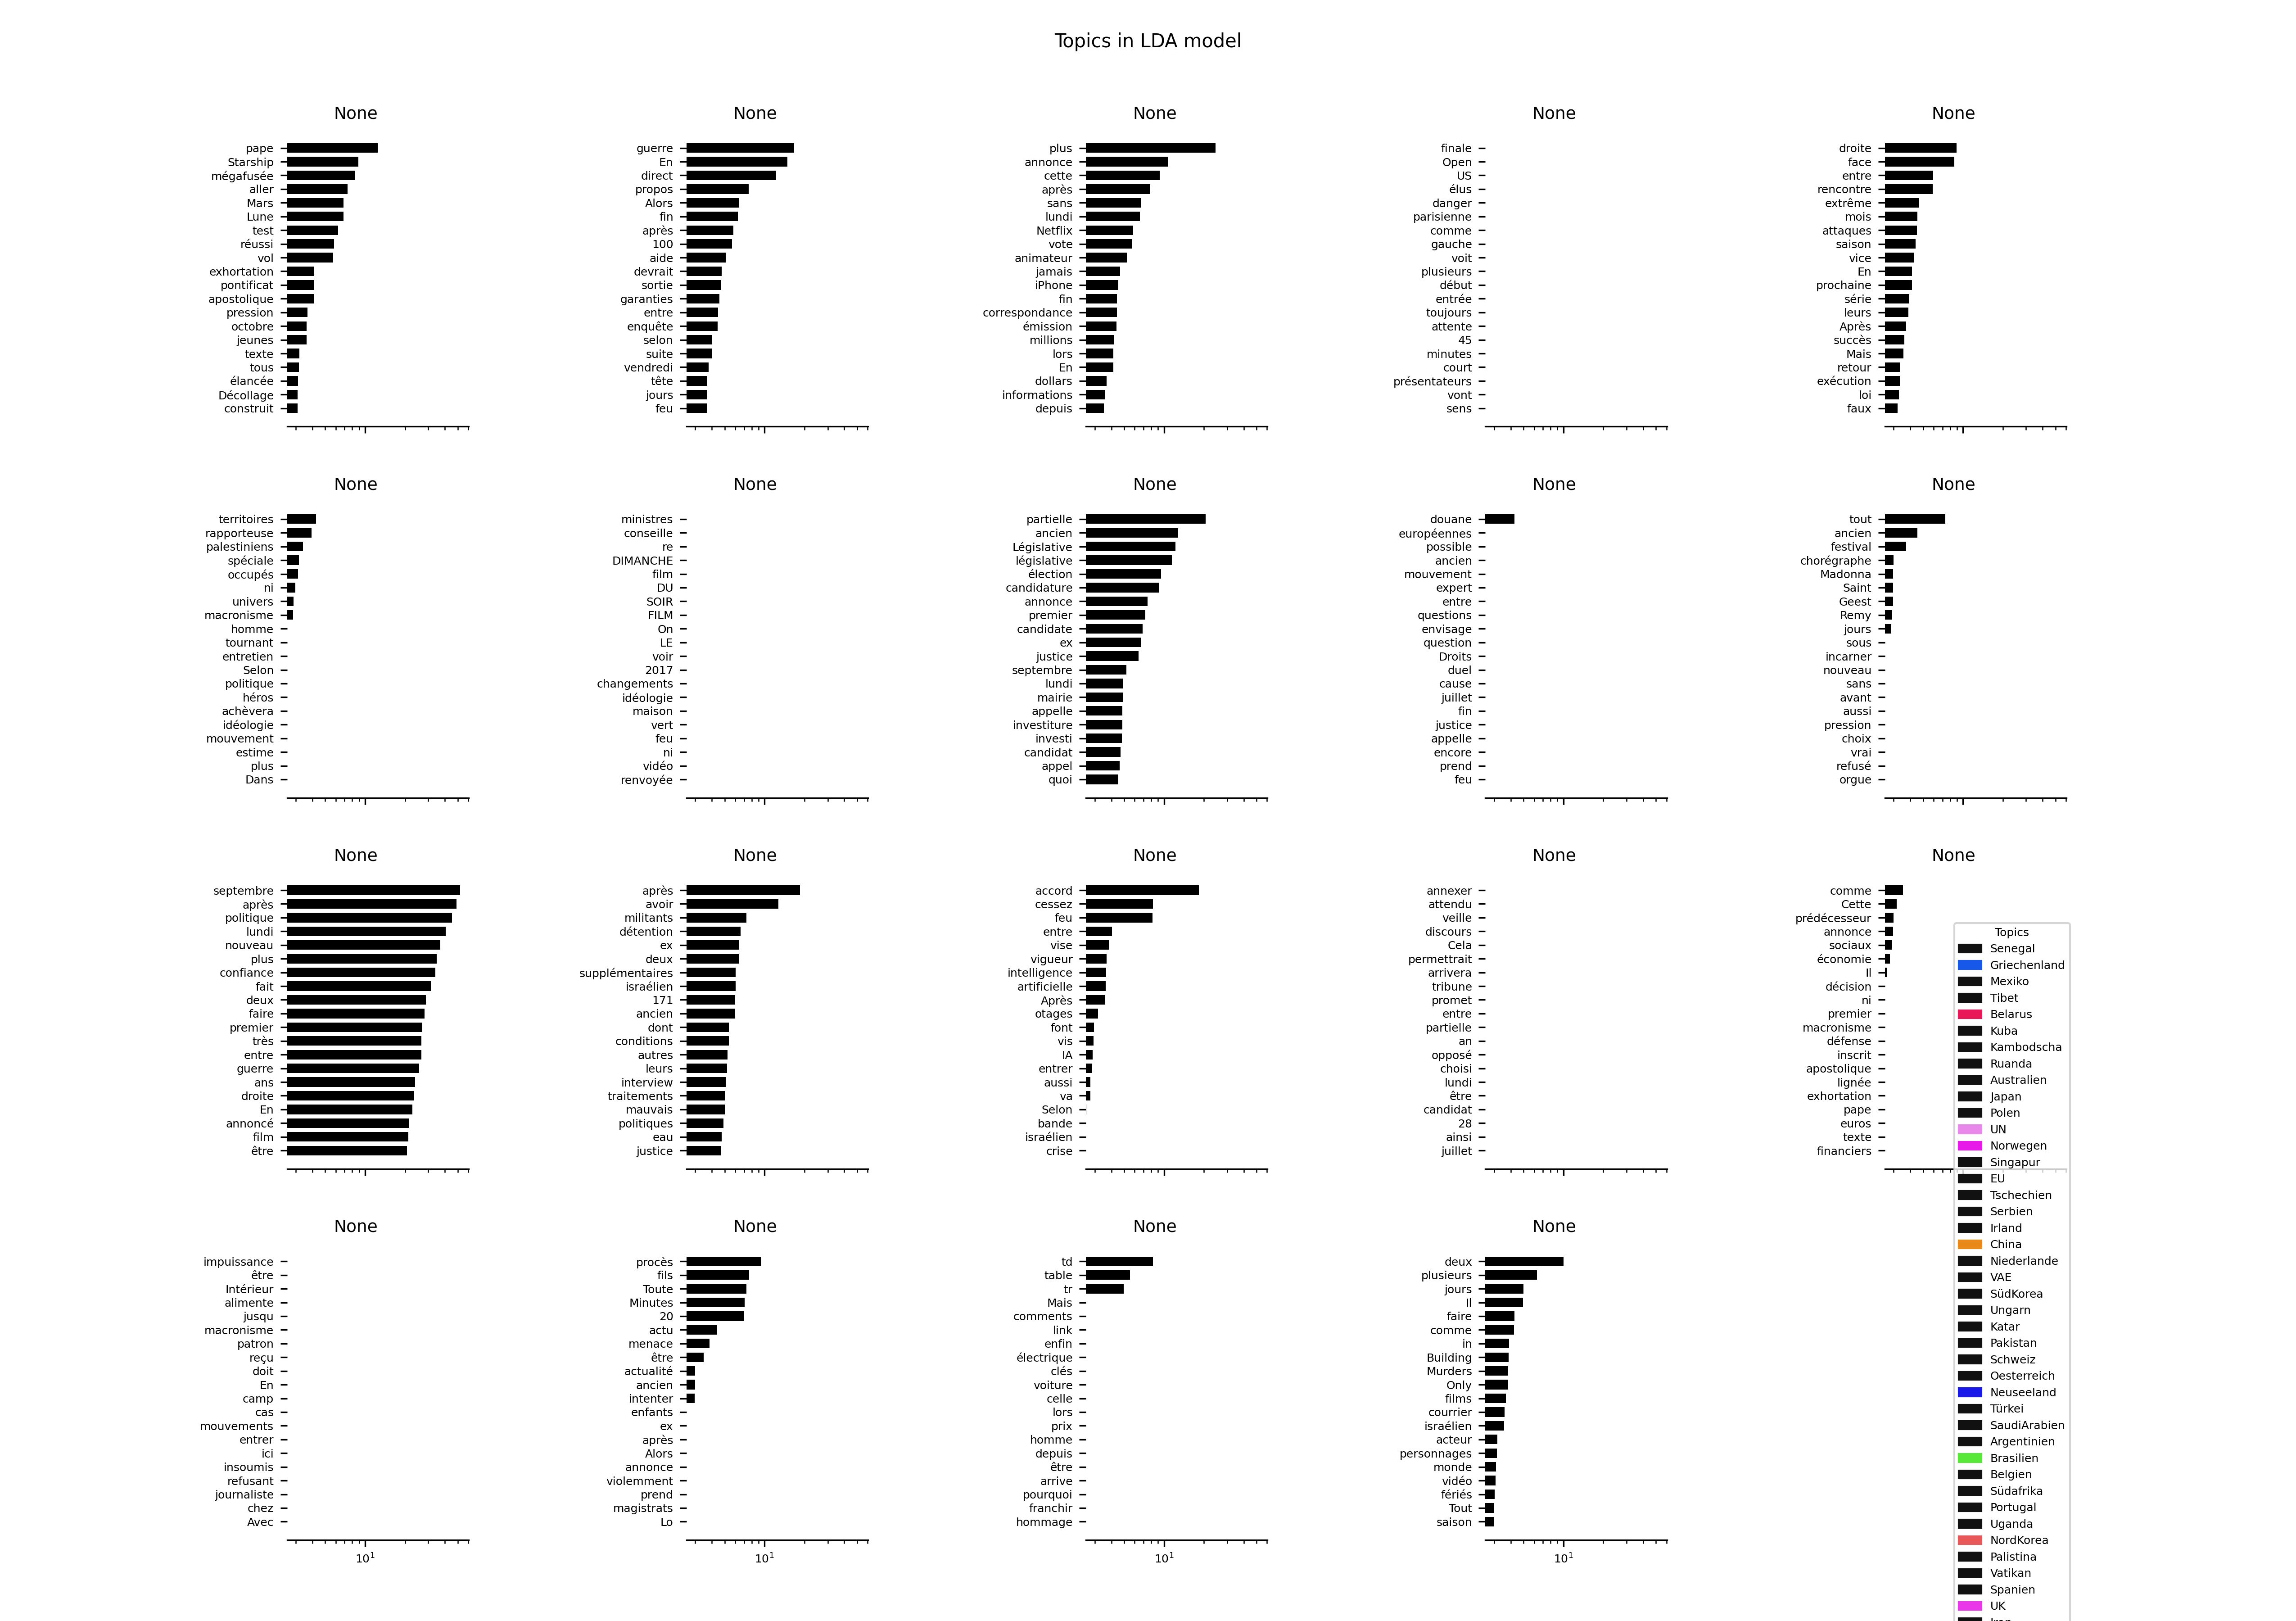 Topics in LDA model
None
pape
Starship
mégafusée
aller
Mars
Lune
test
réussi
vol
exhortation
pontificat
apostolique
pression
octobre
jeunes
texte
tous
élancée
Décollage
construit
None
guerre
En
direct
propos
Alors
fin
après
100
aide
devrait
sortie
garanties
entre
enquête
selon
suite
vendredi
tête
jours
feu
None
plus
annonce
cette
après
sans
lundi
Netflix
vote
animateur
jamais
iPhone
fin
correspondance
émission
millions
lors
En
dollars
informations
depuis
None
finale
Open
US
élus
danger
parisienne
comme
gauche
voit
plusieurs
début
entrée
toujours
attente
45
minutes
court
présentateurs
vont
sens
None
droite
face
entre
rencontre
extrême
mois
attaques
saison
vice
En
prochaine
série
leurs
Après
succès
Mais
retour
exécution
loi
faux
None
territoires
rapporteuse
palestiniens
spéciale
occupés
ni
univers
macronisme
homme
tournant
entretien
Selon
politique
héros
achèvera
idéologie
mouvement
estime
plus
Dans
None
ministres
conseille
re
DIMANCHE
film
DU
SOIR
FILM
On
LE
voir
2017
changements
idéologie
maison
vert
feu
ni
vidéo
renvoyée
None
partielle
ancien
Législative
législative
élection
candidature
annonce
premier
candidate
ex
justice
septembre
lundi
mairie
appelle
investiture
investi
candidat
appel
quoi
None
douane
européennes
possible
ancien
mouvement
expert
entre
questions
envisage
question
Droits
duel
cause
juillet
fin
justice
appelle
encore
prend
feu
None
tout
ancien
festival
chorégraphe
Madonna
Saint
Geest
Remy
jours
sous
incarner
nouveau
sans
avant
aussi
pression
choix
vrai
refusé
orgue
None
septembre
après
politique
lundi
nouveau
plus
confiance
fait
deux
faire
premier
très
entre
guerre
ans
droite
En
annoncé
film
être
None
après
avoir
militants
détention
ex
deux
supplémentaires
israélien
171
ancien
dont
conditions
autres
leurs
interview
traitements
mauvais
politiques
eau
justice
None
accord
cessez
feu
entre
vise
vigueur
intelligence
artificielle
Après
otages
font
vis
IA
entrer
aussi
va
Selon
bande
israélien
crise
None
annexer
attendu
veille
discours
Cela
permettrait
arrivera
tribune
promet
entre
partielle
an
opposé
choisi
lundi
être
candidat
28
ainsi
juillet
None
comme
Cette
prédécesseur
annonce
sociaux
économie
Il
décision
ni
premier
macronisme
défense
inscrit
apostolique
lignée
exhortation
pape
euros
texte
financiers
None
impuissance
être
Intérieur
alimente
jusqu
macronisme
patron
reçu
doit
En
camp
cas
mouvements
entrer
ici
insoumis
refusant
journaliste
chez
Avec
10¹
None
procès
fils
Toute
Minutes
20
actu
menace
être
actualité
ancien
intenter
enfants
ex
après
Alors
annonce
violemment
prend
magistrats
Lo
10¹
None
td
table
tr
Mais
comments
link
enfin
électrique
clés
voiture
celle
lors
prix
homme
depuis
être
arrive
pourquoi
franchir
hommage
10¹
None
deux
plusieurs
jours
Il
faire
comme
in
Building
Murders
Only
films
courrier
israélien
acteur
personnages
monde
vidéo
fériés
Tout
saison
10¹
Topics
Senegal
Griechenland
Mexiko
Tibet
Belarus
Kuba
Kambodscha
Ruanda
Australien
Japan
Polen
UN
Norwegen
Singapur
EU
Tschechien
Serbien
Irland
China
Niederlande
VAE
SüdKorea
Ungarn
Katar
Pakistan
Schweiz
Oesterreich
Neuseeland
Türkei
SaudiArabien
Argentinien
Brasilien
Belgien
Südafrika
Portugal
Uganda
NordKorea
Palistina
Vatikan
Spanien
UK